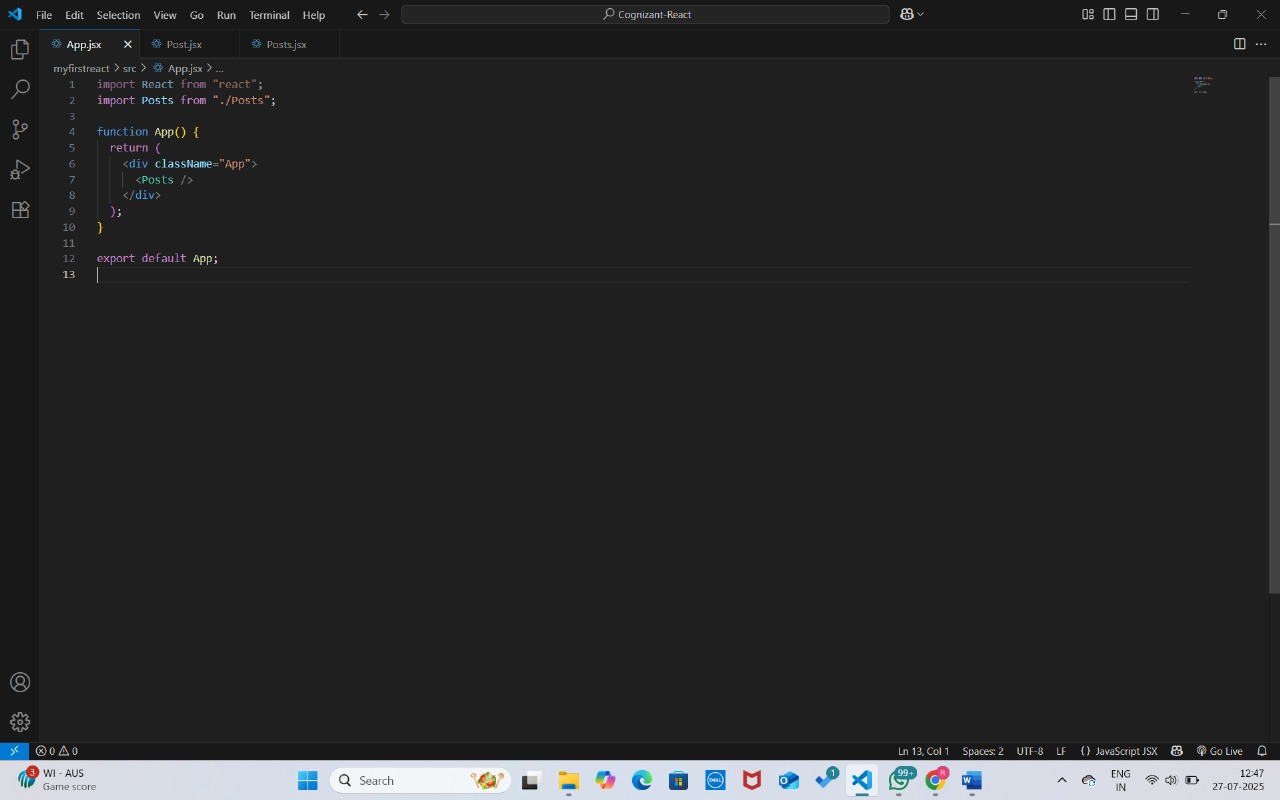 File Edit Selection View Go Run Terminal Help
Cognizant-React
App.jsx Post.jsx Posts.jsx
myfirstreact > src > App.jsx > ...
1 import React from "react";
2 import Posts from "./Posts";
3
4 function App() {
5 return (
6 <div className="App">
7 <Posts />
8 </div>
9 );
10 }
11
12 export default App;
13
0 0
Ln 13, Col 1 Spaces: 2 UTF-8 LF {} JavaScript JSX Go Live
3
WI - AUS
Game score
Search
DELL
1
99+
R
W
ENG
IN
12:47
27-07-2025